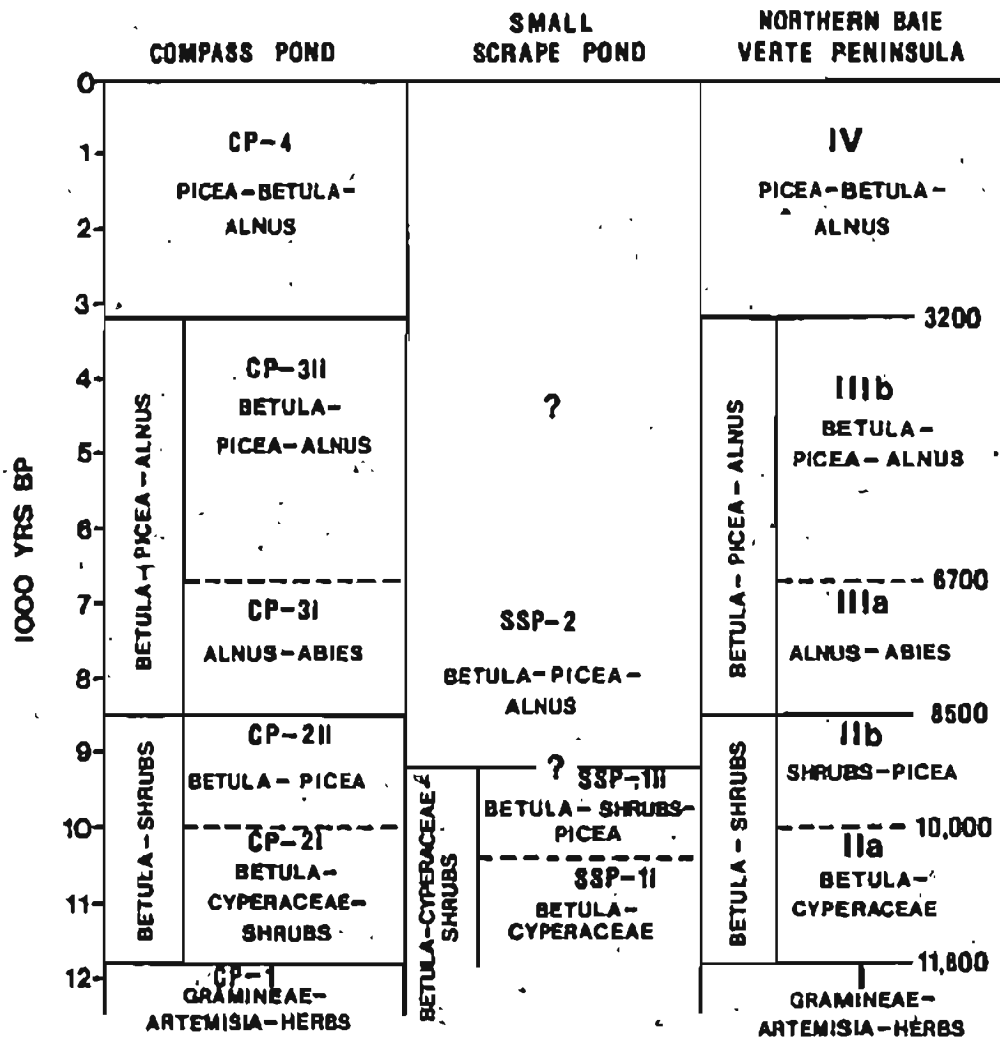 COMPASS POND
SMALL
SCRAPE POND
NORTHERN BAIE
VERTE PENINSULA
1000 YRS BP
0
1
2
3
4
5
6
7
8
9
10
11
12
CP-4
PICEA-BETULA-
ALNUS
BETULA-PICEA-ALNUS
CP-3II
BETULA-
PICEA-ALNUS
CP-3I
ALNUS-ABIES
BETULA-SHRUBS
CP-2II
BETULA-PICEA
CP-2I
BETULA-
CYPERACEAE-
SHRUBS
CP-1
GRAMINEAE-
ARTEMISIA-HERBS
?
SSP-2
BETULA-PICEA-
ALNUS
?
BETULA-CYPERACEAE-
SHRUBS
SSP-1II
BETULA-SHRUBS-
PICEA
SSP-1I
BETULA-
CYPERACEAE
IV
PICEA-BETULA-
ALNUS
3200
BETULA-PICEA-ALNUS
IIIb
BETULA-
PICEA-ALNUS
6700
IIIa
ALNUS-ABIES
8500
BETULA-SHRUBS
IIb
SHRUBS-PICEA
10,000
IIa
BETULA-
CYPERACEAE
11,800
I
GRAMINEAE-
ARTEMISIA-HERBS